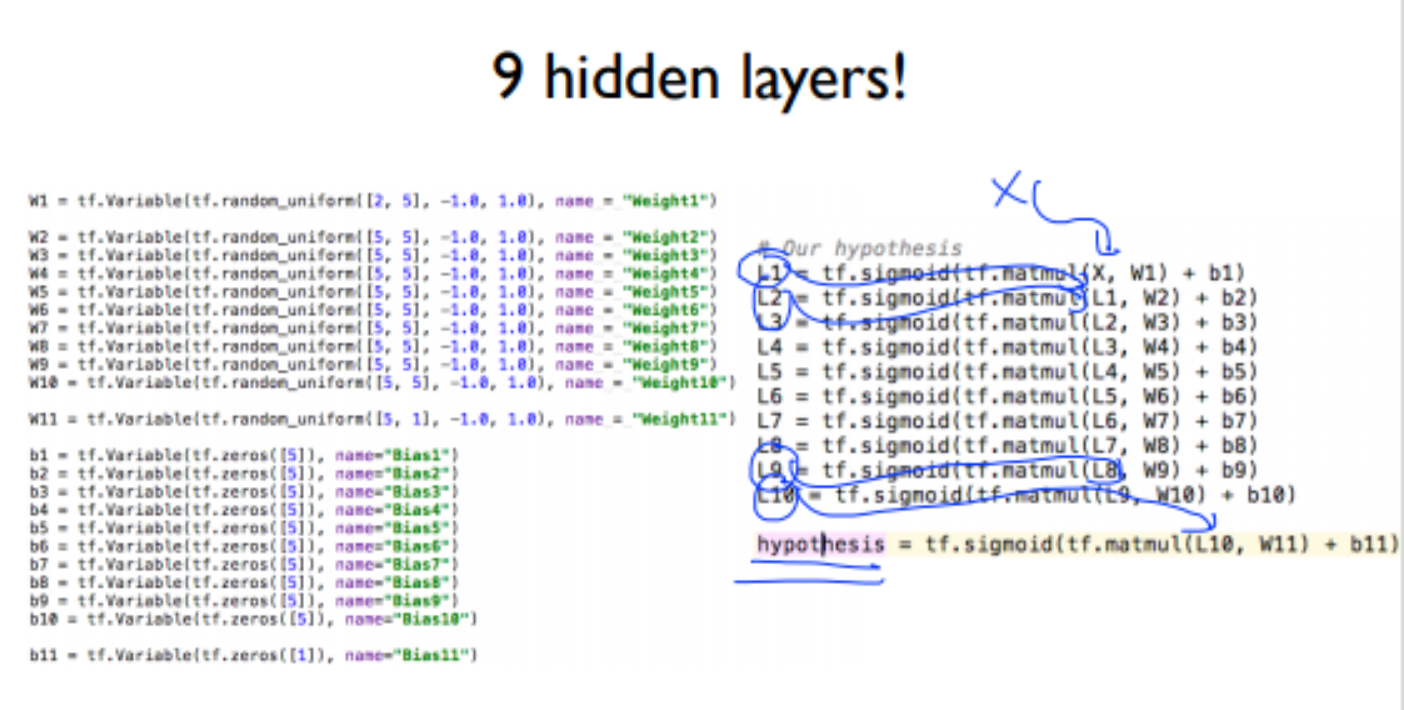 9 hidden layers!
W1 = tf.Variable(tf.random_uniform([2, 5], -1.0, 1.0), name = "Weight1")
W2 = tf.Variable(tf.random_uniform([5, 5], -1.0, 1.0), name = "Weight2")
W3 = tf.Variable(tf.random_uniform([5, 5], -1.0, 1.0), name = "Weight3")
W4 = tf.Variable(tf.random_uniform([5, 5], -1.0, 1.0), name = "Weight4")
W5 = tf.Variable(tf.random_uniform([5, 5], -1.0, 1.0), name = "Weight5")
W6 = tf.Variable(tf.random_uniform([5, 5], -1.0, 1.0), name = "Weight6")
W7 = tf.Variable(tf.random_uniform([5, 5], -1.0, 1.0), name = "Weight7")
W8 = tf.Variable(tf.random_uniform([5, 5], -1.0, 1.0), name = "Weight8")
W9 = tf.Variable(tf.random_uniform([5, 5], -1.0, 1.0), name = "Weight9")
W10 = tf.Variable(tf.random_uniform([5, 5], -1.0, 1.0), name = "Weight10")
W11 = tf.Variable(tf.random_uniform([5, 1], -1.0, 1.0), name = "Weight11")
b1 = tf.Variable(tf.zeros([5]), name="Bias1")
b2 = tf.Variable(tf.zeros([5]), name="Bias2")
b3 = tf.Variable(tf.zeros([5]), name="Bias3")
b4 = tf.Variable(tf.zeros([5]), name="Bias4")
b5 = tf.Variable(tf.zeros([5]), name="Bias5")
b6 = tf.Variable(tf.zeros([5]), name="Bias6")
b7 = tf.Variable(tf.zeros([5]), name="Bias7")
b8 = tf.Variable(tf.zeros([5]), name="Bias8")
b9 = tf.Variable(tf.zeros([5]), name="Bias9")
b10 = tf.Variable(tf.zeros([5]), name="Bias10")
b11 = tf.Variable(tf.zeros([1]), name="Bias11")
X
# Our hypothesis
L1 = tf.sigmoid(tf.matmul(X, W1) + b1)
L2 = tf.sigmoid(tf.matmul(L1, W2) + b2)
L3 = tf.sigmoid(tf.matmul(L2, W3) + b3)
L4 = tf.sigmoid(tf.matmul(L3, W4) + b4)
L5 = tf.sigmoid(tf.matmul(L4, W5) + b5)
L6 = tf.sigmoid(tf.matmul(L5, W6) + b6)
L7 = tf.sigmoid(tf.matmul(L6, W7) + b7)
L8 = tf.sigmoid(tf.matmul(L7, W8) + b8)
L9 = tf.sigmoid(tf.matmul(L8, W9) + b9)
L10 = tf.sigmoid(tf.matmul(L9, W10) + b10)
hypothesis = tf.sigmoid(tf.matmul(L10, W11) + b11)